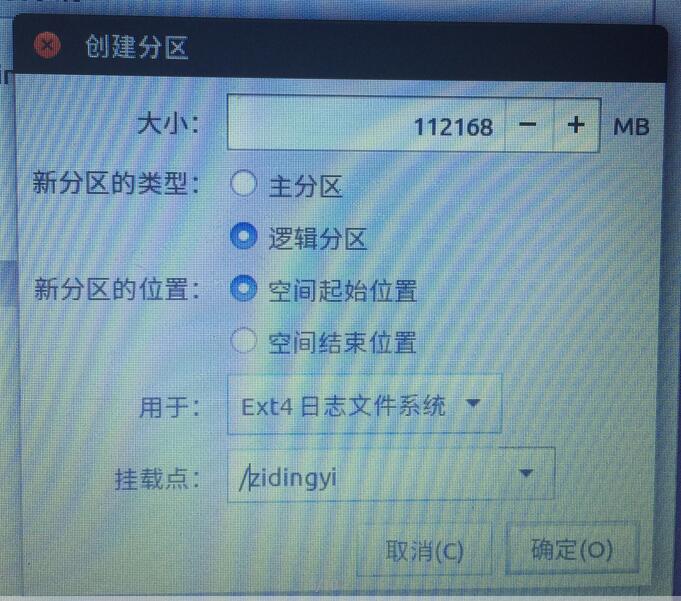 创建分区
大小： 112168 − + MB
新分区的类型： 主分区
逻辑分区
新分区的位置： 空间起始位置
空间结束位置
用于： Ext4 日志文件系统
挂载点： /zidingyi
取消(C) 确定(O)